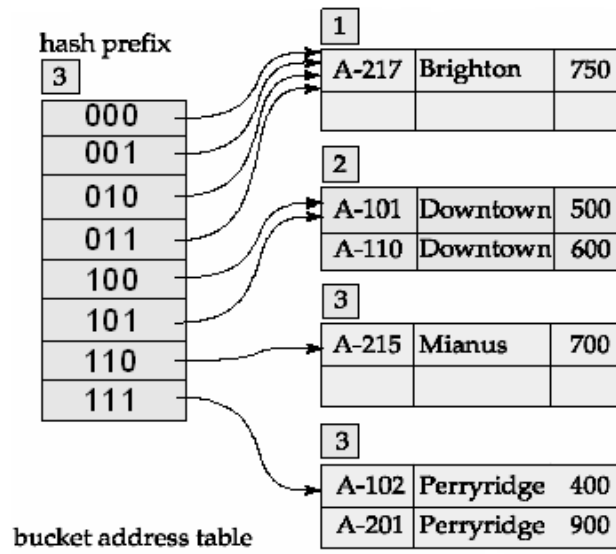 hash prefix
3
000
001
010
011
100
101
110
111
bucket address table
1
A-217 Brighton 750
2
A-101 Downtown 500
A-110 Downtown 600
3
A-215 Mianus 700
3
A-102 Perryridge 400
A-201 Perryridge 900